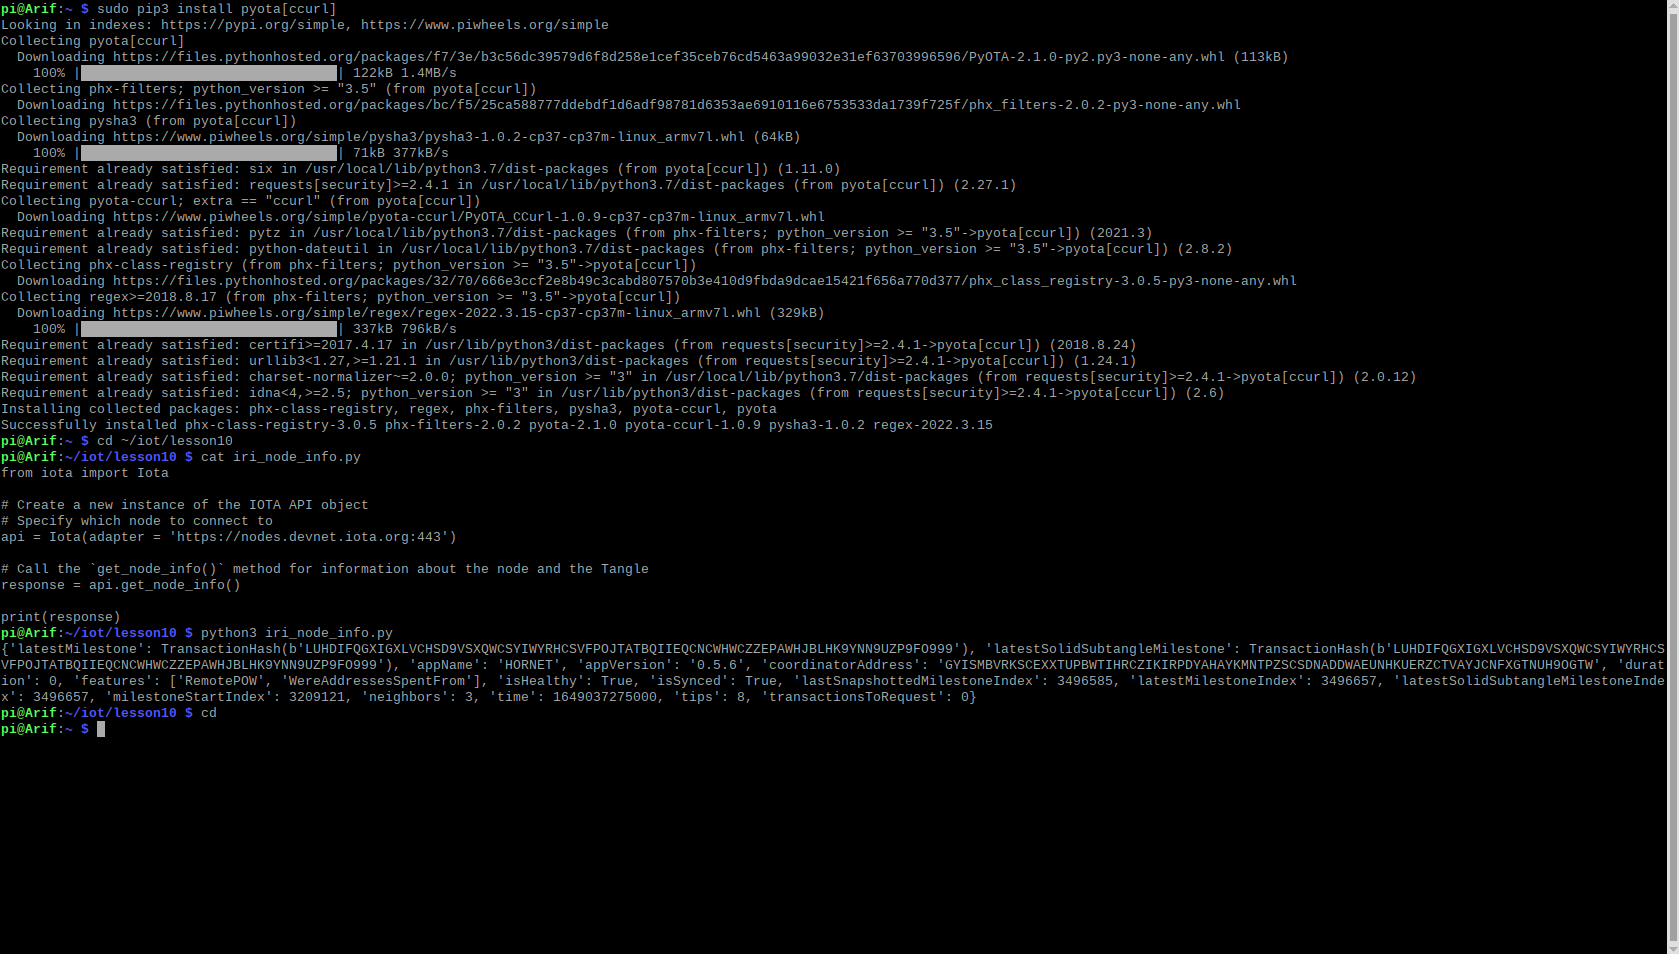 pi@Arif:~ $ sudo pip3 install pyota[ccurl]
Looking in indexes: https://pypi.org/simple, https://www.piwheels.org/simple
Collecting pyota[ccurl]
  Downloading https://files.pythonhosted.org/packages/f7/3e/b3c56dc39579d6f8d258e1cef35ceb76cd5463a99032e31ef63703996596/PyOTA-2.1.0-py2.py3-none-any.whl (113kB)
    100% |████████████████████████████████| 122kB 1.4MB/s
Collecting phx-filters; python_version >= "3.5" (from pyota[ccurl])
  Downloading https://files.pythonhosted.org/packages/bc/f5/25ca588777ddebdf1d6adf98781d6353ae6910116e6753533da1739f725f/phx_filters-2.0.2-py3-none-any.whl
Collecting pysha3 (from pyota[ccurl])
  Downloading https://www.piwheels.org/simple/pysha3/pysha3-1.0.2-cp37-cp37m-linux_armv7l.whl (64kB)
    100% |████████████████████████████████| 71kB 377kB/s
Requirement already satisfied: six in /usr/local/lib/python3.7/dist-packages (from pyota[ccurl]) (1.11.0)
Requirement already satisfied: requests[security]>=2.4.1 in /usr/local/lib/python3.7/dist-packages (from pyota[ccurl]) (2.27.1)
Collecting pyota-ccurl; extra == "ccurl" (from pyota[ccurl])
  Downloading https://www.piwheels.org/simple/pyota-ccurl/PyOTA_CCurl-1.0.9-cp37-cp37m-linux_armv7l.whl
Requirement already satisfied: pytz in /usr/local/lib/python3.7/dist-packages (from phx-filters; python_version >= "3.5"->pyota[ccurl]) (2021.3)
Requirement already satisfied: python-dateutil in /usr/local/lib/python3.7/dist-packages (from phx-filters; python_version >= "3.5"->pyota[ccurl]) (2.8.2)
Collecting phx-class-registry (from phx-filters; python_version >= "3.5"->pyota[ccurl])
  Downloading https://files.pythonhosted.org/packages/32/70/666e3ccf2e8b49c3cabd807570b3e410d9fbda9dcae15421f656a770d377/phx_class_registry-3.0.5-py3-none-any.whl
Collecting regex>=2018.8.17 (from phx-filters; python_version >= "3.5"->pyota[ccurl])
  Downloading https://www.piwheels.org/simple/regex/regex-2022.3.15-cp37-cp37m-linux_armv7l.whl (329kB)
    100% |████████████████████████████████| 337kB 796kB/s
Requirement already satisfied: certifi>=2017.4.17 in /usr/lib/python3/dist-packages (from requests[security]>=2.4.1->pyota[ccurl]) (2018.8.24)
Requirement already satisfied: urllib3<1.27,>=1.21.1 in /usr/lib/python3/dist-packages (from requests[security]>=2.4.1->pyota[ccurl]) (1.24.1)
Requirement already satisfied: charset-normalizer~=2.0.0; python_version >= "3" in /usr/local/lib/python3.7/dist-packages (from requests[security]>=2.4.1->pyota[ccurl]) (2.0.12)
Requirement already satisfied: idna<4,>=2.5; python_version >= "3" in /usr/lib/python3/dist-packages (from requests[security]>=2.4.1->pyota[ccurl]) (2.6)
Installing collected packages: phx-class-registry, regex, phx-filters, pysha3, pyota-ccurl, pyota
Successfully installed phx-class-registry-3.0.5 phx-filters-2.0.2 pyota-2.1.0 pyota-ccurl-1.0.9 pysha3-1.0.2 regex-2022.3.15
pi@Arif:~ $ cd ~/iot/lesson10
pi@Arif:~/iot/lesson10 $ cat iri_node_info.py
from iota import Iota

# Create a new instance of the IOTA API object
# Specify which node to connect to
api = Iota(adapter = 'https://nodes.devnet.iota.org:443')

# Call the `get_node_info()` method for information about the node and the Tangle
response = api.get_node_info()

print(response)
pi@Arif:~/iot/lesson10 $ python3 iri_node_info.py
{'latestMilestone': TransactionHash(b'LUHDIFQGXIGXLVCHSD9VSXQWCSYIWYRHCSVFPOJTATBQIIEQCNCWHWCZZEPAWHJBLHK9YNN9UZP9FO999'), 'latestSolidSubtangleMilestone': TransactionHash(b'LUHDIFQGXIGXLVCHSD9VSXQWCSYIWYRHCS
VFPOJTATBQIIEQCNCWHWCZZEPAWHJBLHK9YNN9UZP9FO999'), 'appName': 'HORNET', 'appVersion': '0.5.6', 'coordinatorAddress': 'GYISMBVRKSCEXXTUPBWTIHRCZIKIRPDYAHAYKMNTPZSCSDNADDWAEUNHKUERZCTVAYJCNFXGTNUH9OGTW', 'durat
ion': 0, 'features': ['RemotePOW', 'WereAddressesSpentFrom'], 'isHealthy': True, 'isSynced': True, 'lastSnapshottedMilestoneIndex': 3496585, 'latestMilestoneIndex': 3496657, 'latestSolidSubtangleMilestoneInde
x': 3496657, 'milestoneStartIndex': 3209121, 'neighbors': 3, 'time': 1649037275000, 'tips': 8, 'transactionsToRequest': 0}
pi@Arif:~/iot/lesson10 $ cd
pi@Arif:~ $